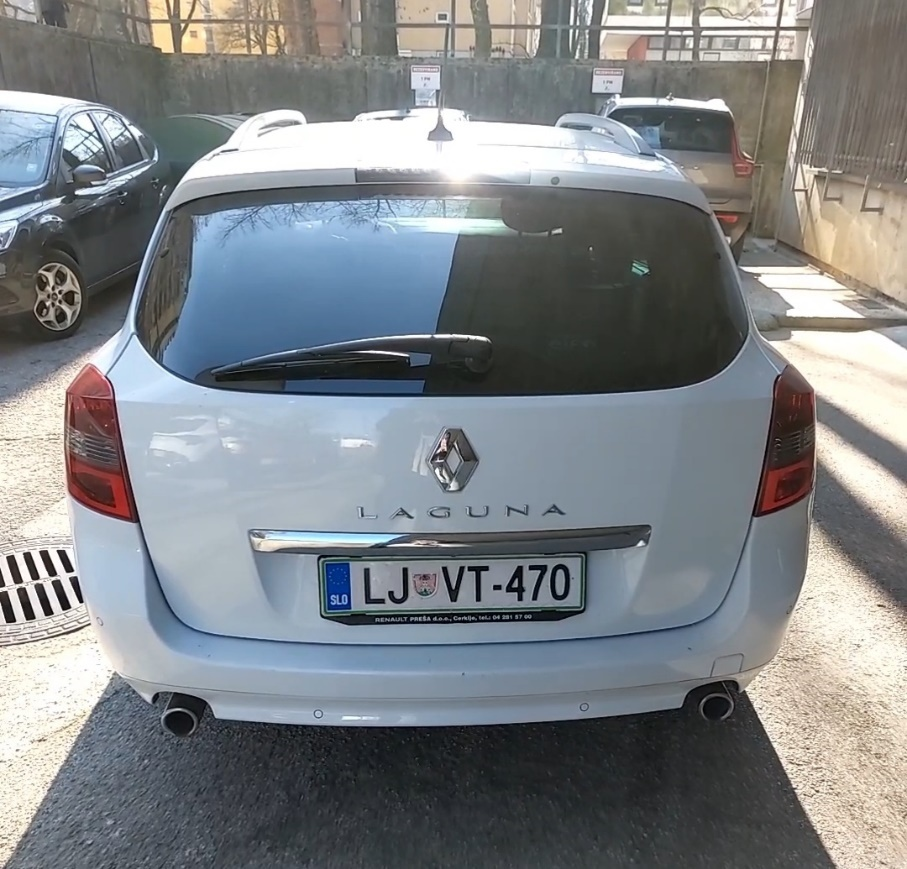 LAGUNA
SLO LJ VT-470
RENAULT PREŠA d.o.o., Cerklje, tel.: 04 281 57 00